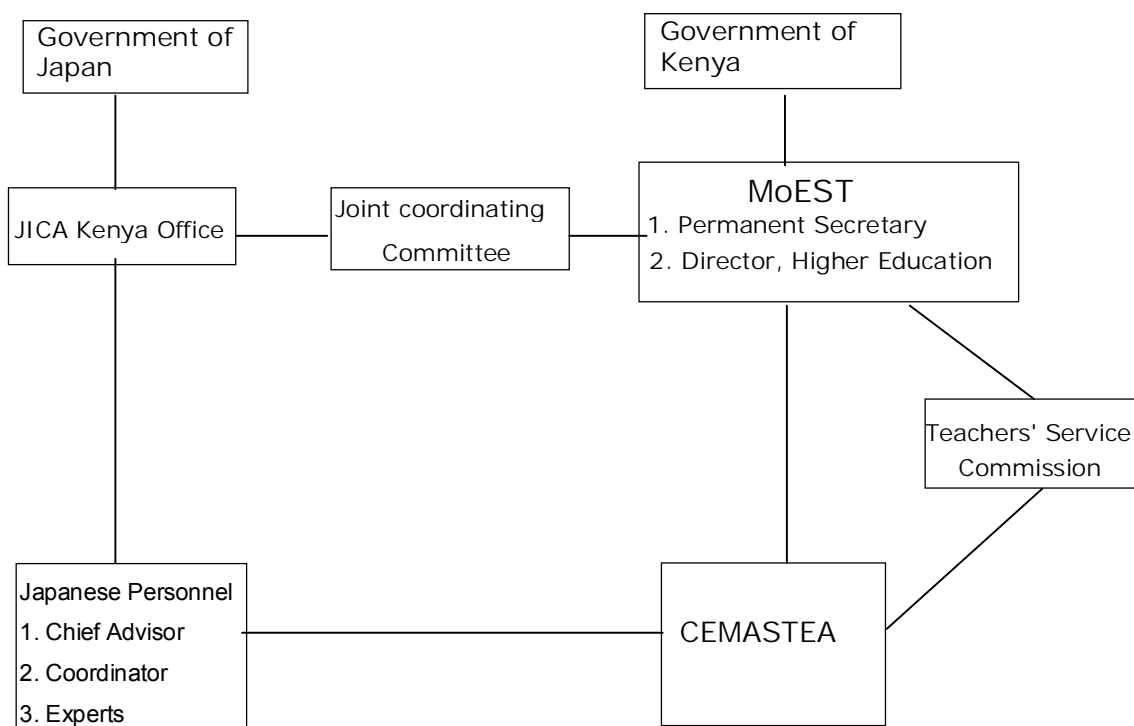 Government of
Japan
Government of
Kenya
JICA Kenya Office
Joint coordinating
Committee
MoEST
1. Permanent Secretary
2. Director, Higher Education
Teachers' Service
Commission
Japanese Personnel
1. Chief Advisor
2. Coordinator
3. Experts
CEMASTEA